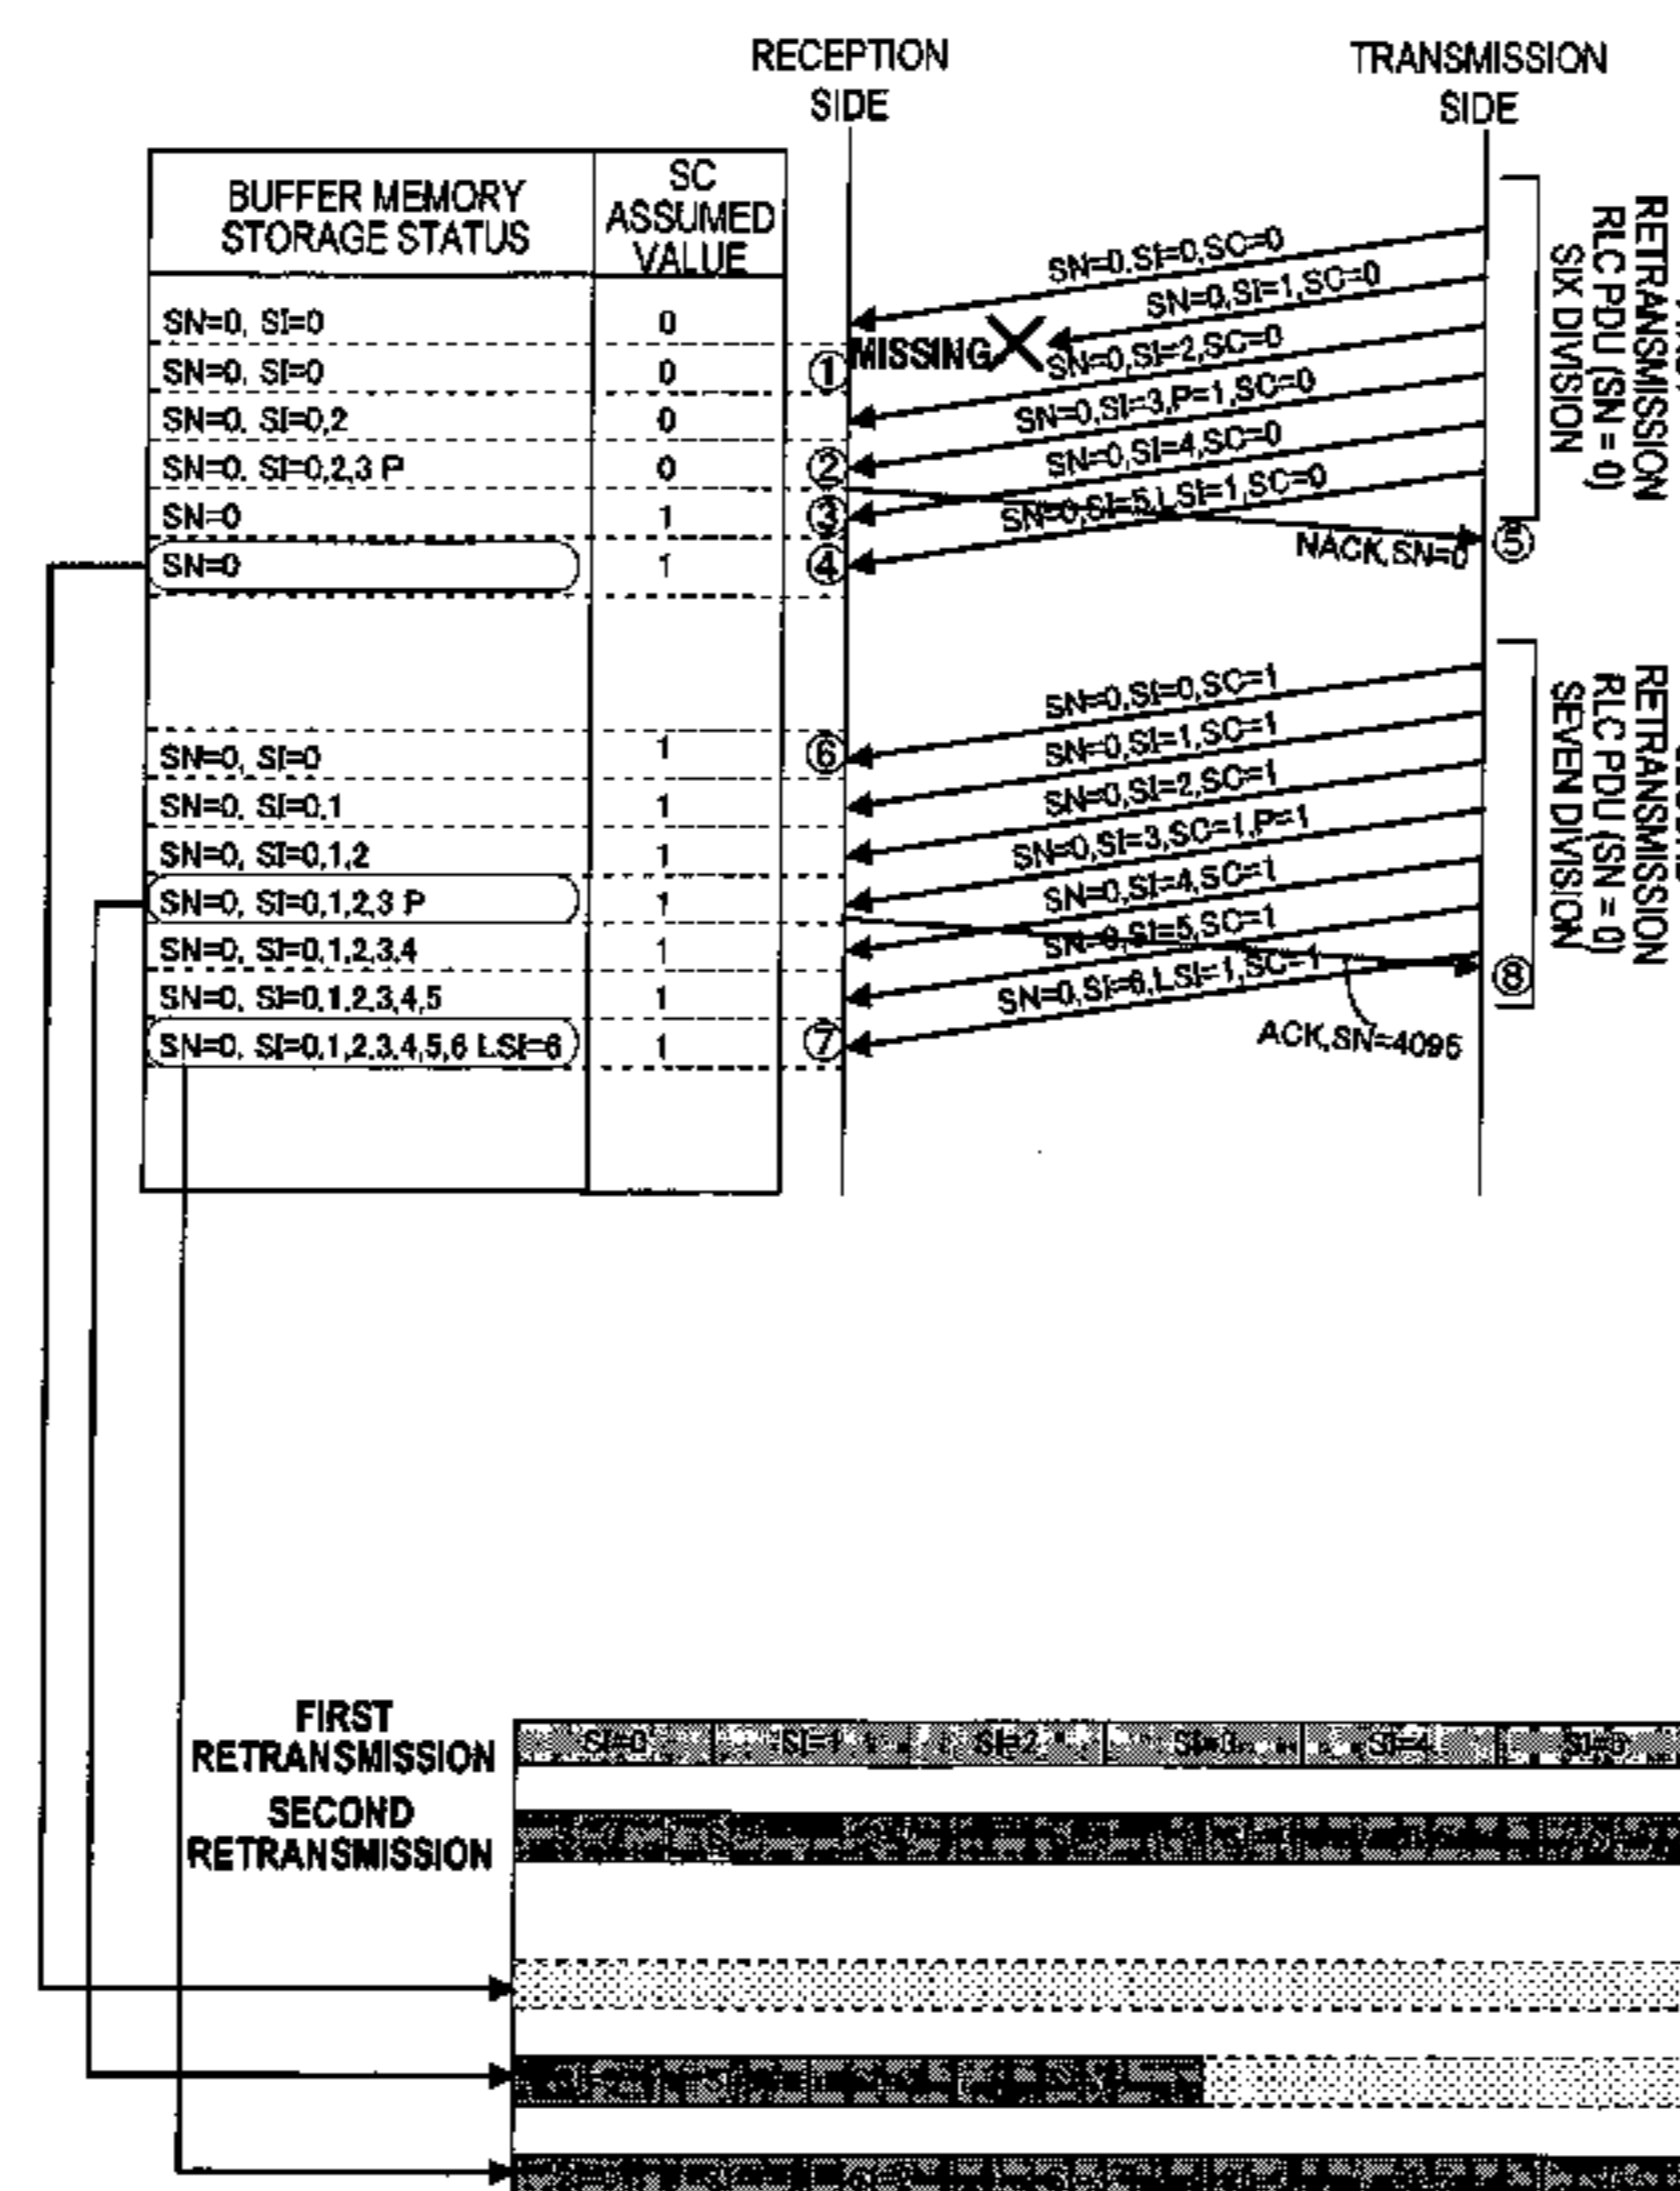 RECEPTION
SIDE
TRANSMISSION
SIDE
BUFFER MEMORY
STORAGE STATUS
SC
ASSUMED
VALUE
RETRANSMISSION
RLC PDU (SN = 0)
SIX DIVISION
SN=0, SI=0 0
SN=0, SI=0 0 ①
SN=0, SI=0,2 0
SN=0, SI=0,2,3 P 0 ②
SN=0 1 ③
SN=0 1 ④
SN=0,SI=0,SC=0
SN=0,SI=1,SC=0
MISSING
SN=0,SI=2,SC=0
SN=0,SI=3,P=1,SC=0
SN=0,SI=4,SC=0
SN=0,SI=5,LSI=1,SC=0
NACK,SN=0
⑤
RETRANSMISSION
RLC PDU (SN = 0)
SEVEN DIVISION
SN=0, SI=0 1 ⑥
SN=0, SI=0,1 1
SN=0, SI=0,1,2 1
SN=0, SI=0,1,2,3 P 1
SN=0, SI=0,1,2,3,4 1
SN=0, SI=0,1,2,3,4,5 1
SN=0, SI=0,1,2,3,4,5,6 LSI=6 1 ⑦
SN=0,SI=0,SC=1
SN=0,SI=1,SC=1
SN=0,SI=2,SC=1
SN=0,SI=3,SC=1,P=1
SN=0,SI=4,SC=1
SN=0,SI=5,SC=1
SN=0,SI=6,LSI=1,SC=1
⑧
ACK,SN=4095
FIRST
RETRANSMISSION
SI=0 SI=1 SI=2 SI=3 SI=4 SI=5
SECOND
RETRANSMISSION